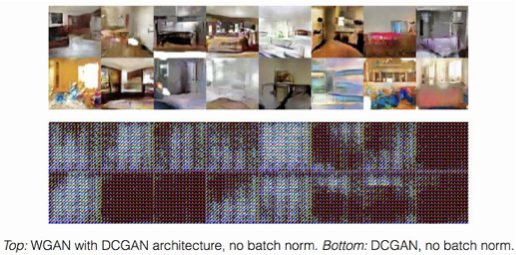 Top: WGAN with DCGAN architecture, no batch norm. Bottom: DCGAN, no batch norm.